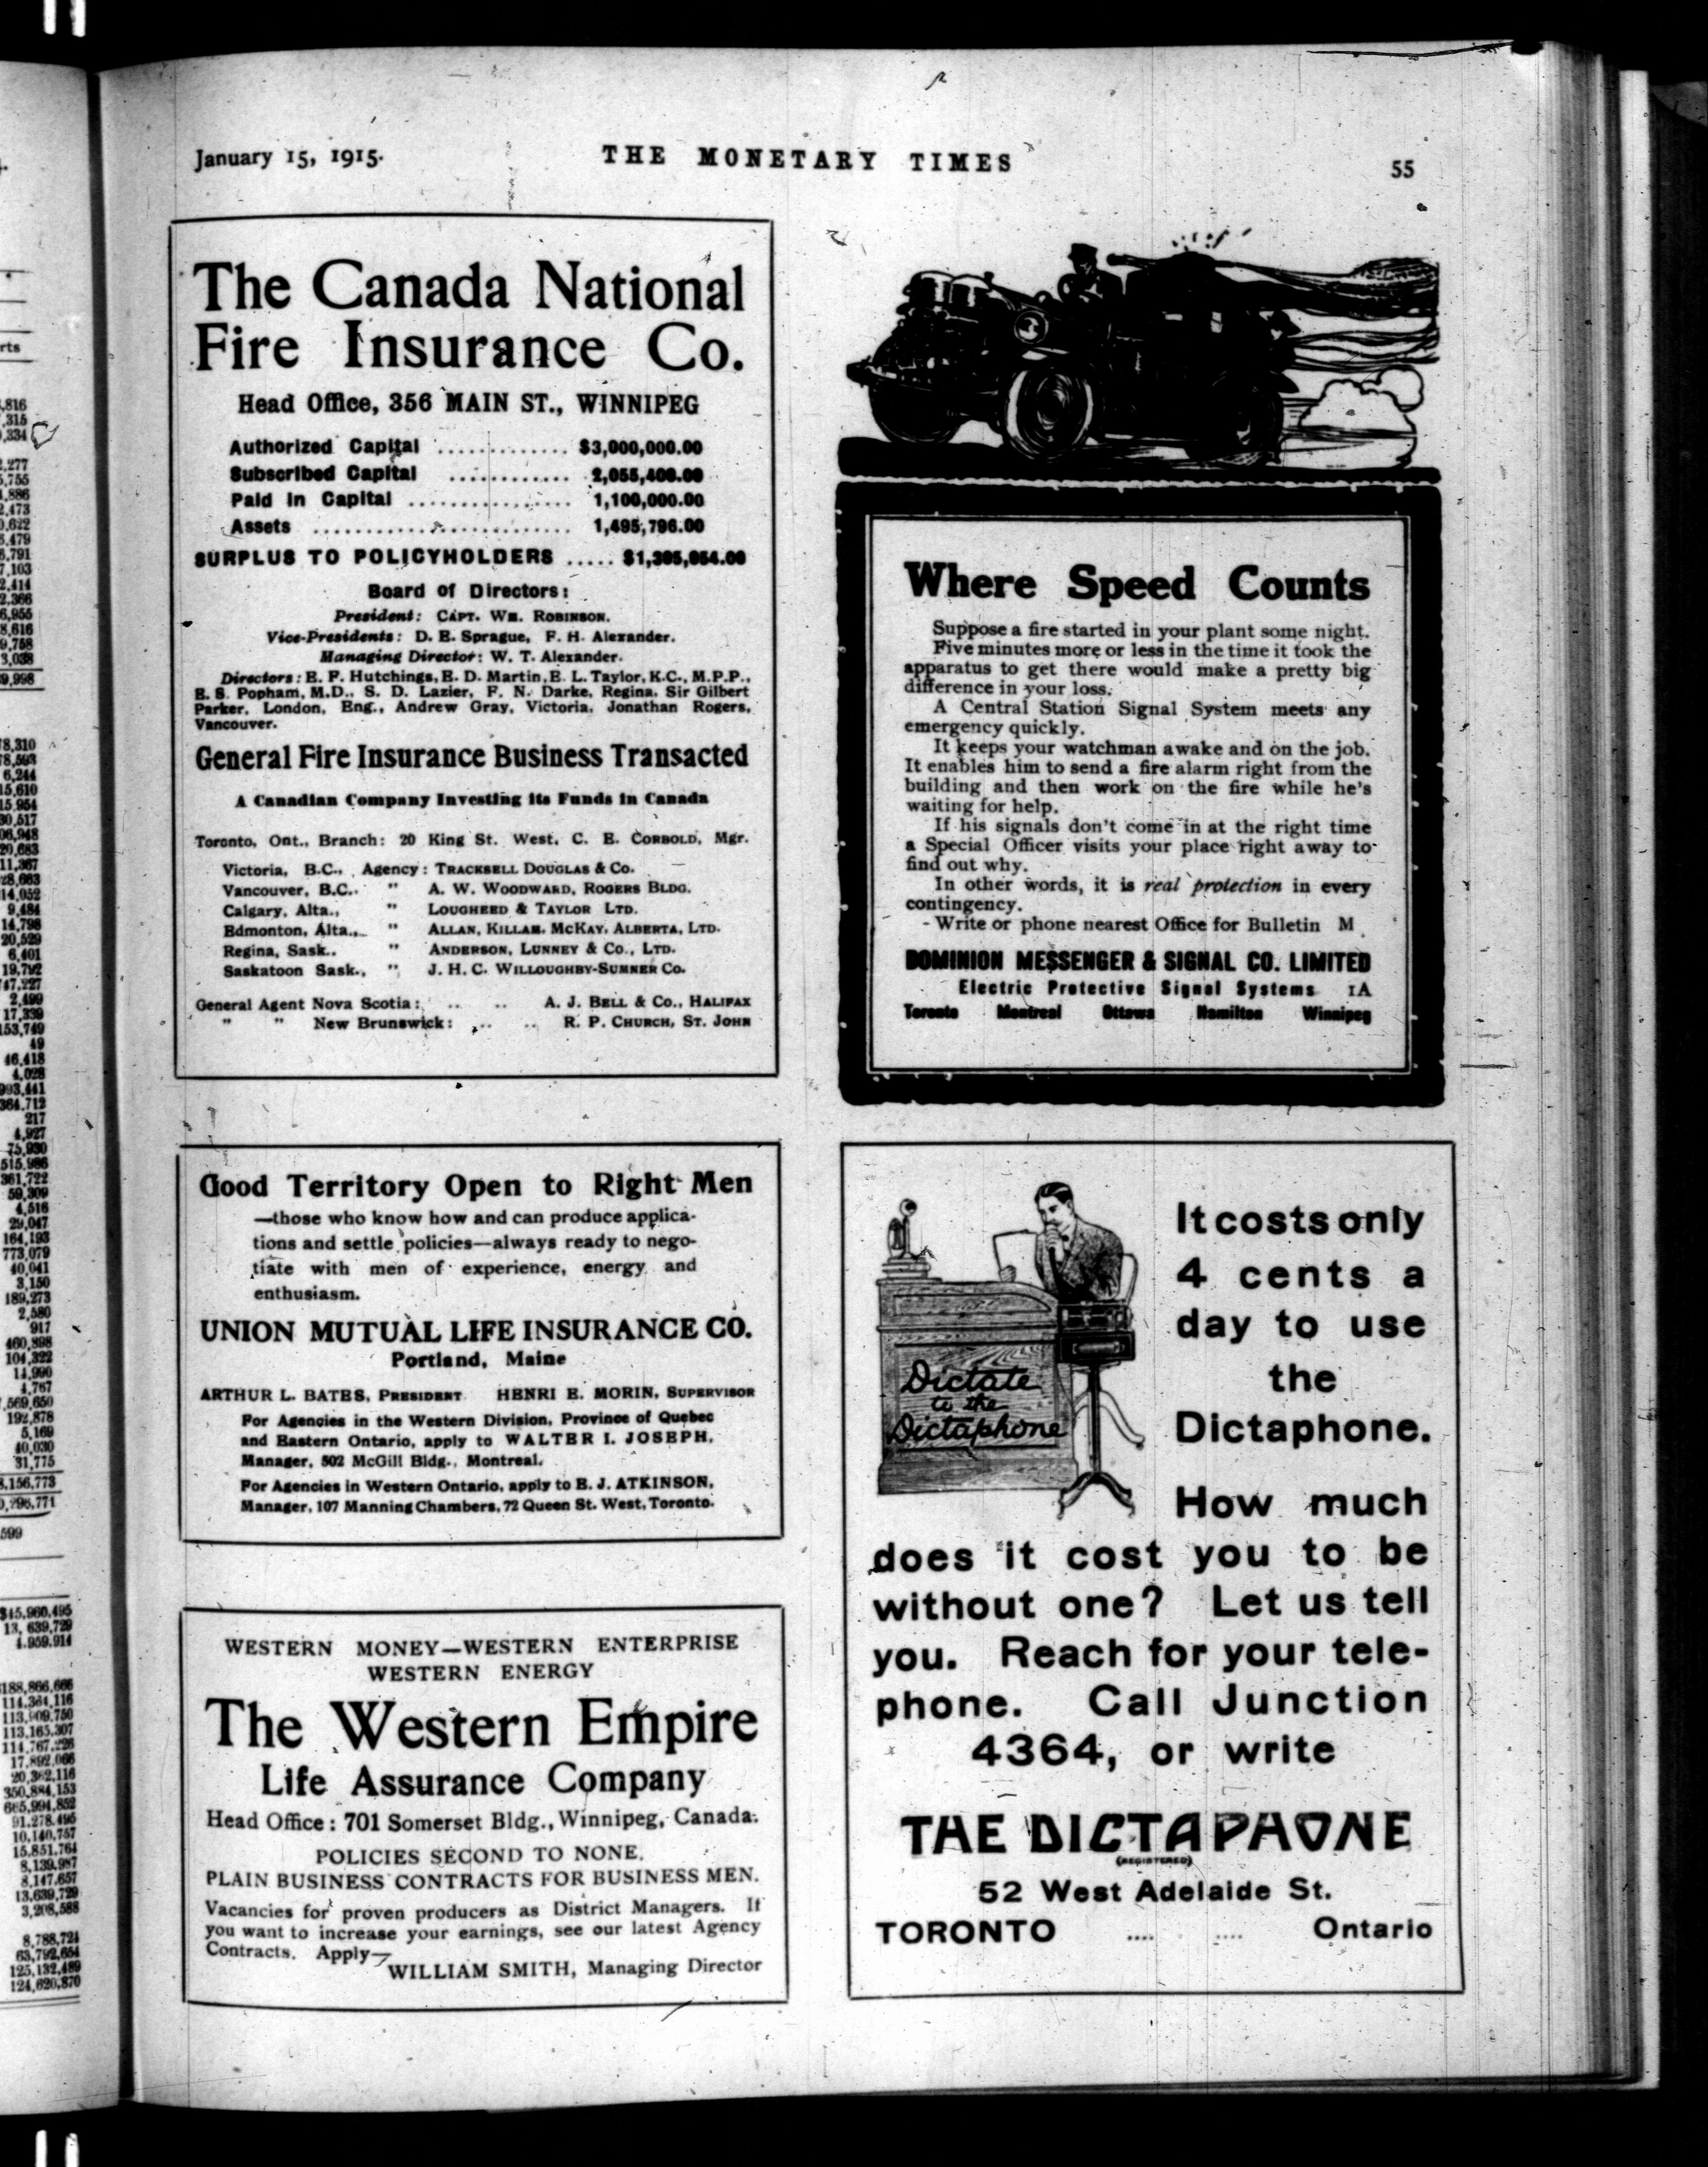 January 15, 1915.
THE MONETARY TIMES
55
The Canada National
Fire Insurance Co.
Head Office, 356 MAIN ST., WINNIPEG
Authorized Capital ............. $3,000,000.00
Subscribed Capital ............ 2,055,400.00
Paid in Capital ................ 1,100,000.00
Assets ......................... 1,495,796.00
SURPLUS TO POLICYHOLDERS .....
Board of Directors:
President: CAPT. WM. ROBINSON.
Vice-Presidents: D. E. Sprague, F. H. Alexander.
Managing Director: W. T. Alexander.
Directors: E. F. Hutchings, E. D. Martin, E. L. Taylor, K.C., M.P.P.,
E. S. Popham, M.D., S. D. Lazier, F. N. Darke, Regina, Sir Gilbert
Parker, London, Eng., Andrew Gray, Victoria, Jonathan Rogers,
Vancouver.
General Fire Insurance Business Transacted
A Canadian Company Investing its Funds in Canada
Toronto, Ont., Branch: 20 King St. West, C. E. CORBOLD, Mgr.
Victoria, B.C., Agency: TRACKSELL DOUGLAS & CO.
Vancouver, B.C. " A. W. WOODWARD, ROGERS BLDG.
Calgary, Alta., " LOUGHEED & TAYLOR LTD.
Edmonton, Alta., " ALLAN, KILLAM, MCKAY, ALBERTA, LTD.
Regina, Sask., " ANDERSON, LUNNEY & CO., LTD.
Saskatoon Sask., " J. H. C. WILLOUGHBY-SUMNER CO.
General Agent Nova Scotia: .. .. A. J. BELL & CO., HALIFAX
" " New Brunswick: .. .. R. P. CHURCH, ST. JOHN
Good Territory Open to Right Men
—those who know how and can produce applica-
tions and settle policies—always ready to nego-
tiate with men of experience, energy and
enthusiasm.
UNION MUTUAL LIFE INSURANCE CO.
Portland, Maine
ARTHUR L. BATES, PRESIDENT HENRI E. MORIN, SUPERVISOR
For Agencies in the Western Division, Province of Quebec
and Eastern Ontario, apply to WALTER I. JOSEPH,
Manager, 502 McGill Bldg., Montreal.
For Agencies in Western Ontario, apply to E. J. ATKINSON,
Manager, 107 Manning Chambers, 72 Queen St. West, Toronto.
WESTERN MONEY—WESTERN ENTERPRISE
WESTERN ENERGY
The Western Empire
Life Assurance Company
Head Office: 701 Somerset Bldg., Winnipeg, Canada.
POLICIES SECOND TO NONE.
PLAIN BUSINESS CONTRACTS FOR BUSINESS MEN.
Vacancies for proven producers as District Managers. If
you want to increase your earnings, see our latest Agency
Contracts. Apply—
WILLIAM SMITH, Managing Director
Where Speed Counts
Suppose a fire started in your plant some night.
Five minutes more or less in the time it took the
apparatus to get there would make a pretty big
difference in your loss.
A Central Station Signal System meets any
emergency quickly.
It keeps your watchman awake and on the job.
It enables him to send a fire alarm right from the
building and then work on the fire while he's
waiting for help.
If his signals don't come in at the right time
a Special Officer visits your place right away to
find out why.
In other words, it is real protection in every
contingency.
Write or phone nearest Office for Bulletin M
DOMINION MESSENGER & SIGNAL CO. LIMITED
Electric Protective Signal Systems 1A
Toronto Montreal Ottawa Hamilton Winnipeg
Dictate
to the
Dictaphone
It costs only
4 cents a
day to use
the
Dictaphone.
How much
does it cost you to be
without one? Let us tell
you. Reach for your tele-
phone. Call Junction
4364, or write
THE DICTAPHONE
(REGISTERED)
52 West Adelaide St.
TORONTO .... .... Ontario